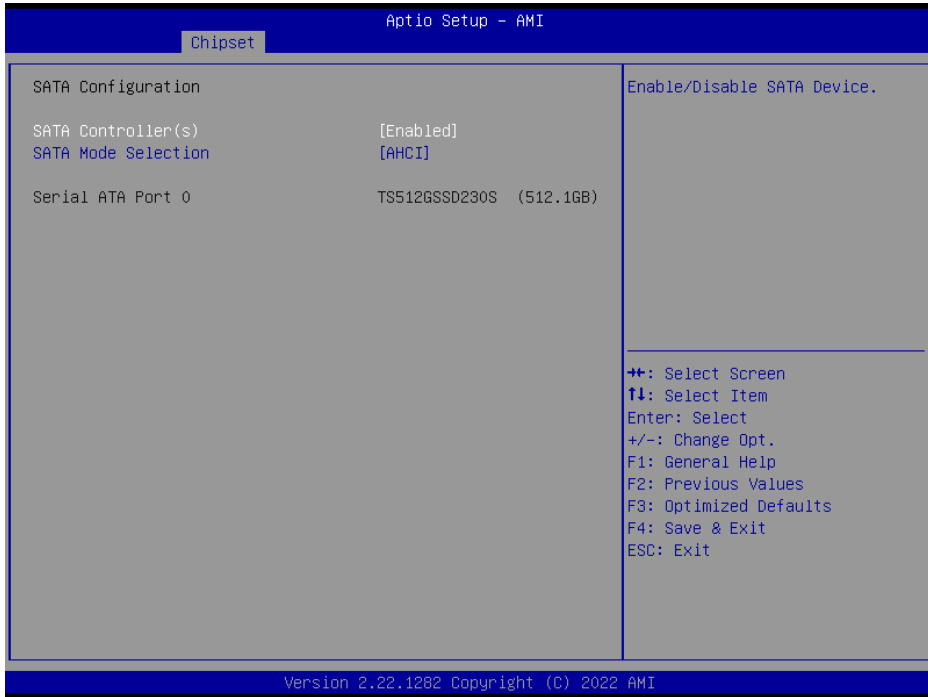 Aptio Setup – AMI
Chipset
SATA Configuration
SATA Controller(s) [Enabled]
SATA Mode Selection [AHCI]
Serial ATA Port 0 TS512GSSD230S (512.1GB)
Enable/Disable SATA Device.
→←: Select Screen
↑↓: Select Item
Enter: Select
+/-: Change Opt.
F1: General Help
F2: Previous Values
F3: Optimized Defaults
F4: Save & Exit
ESC: Exit
Version 2.22.1282 Copyright (C) 2022 AMI